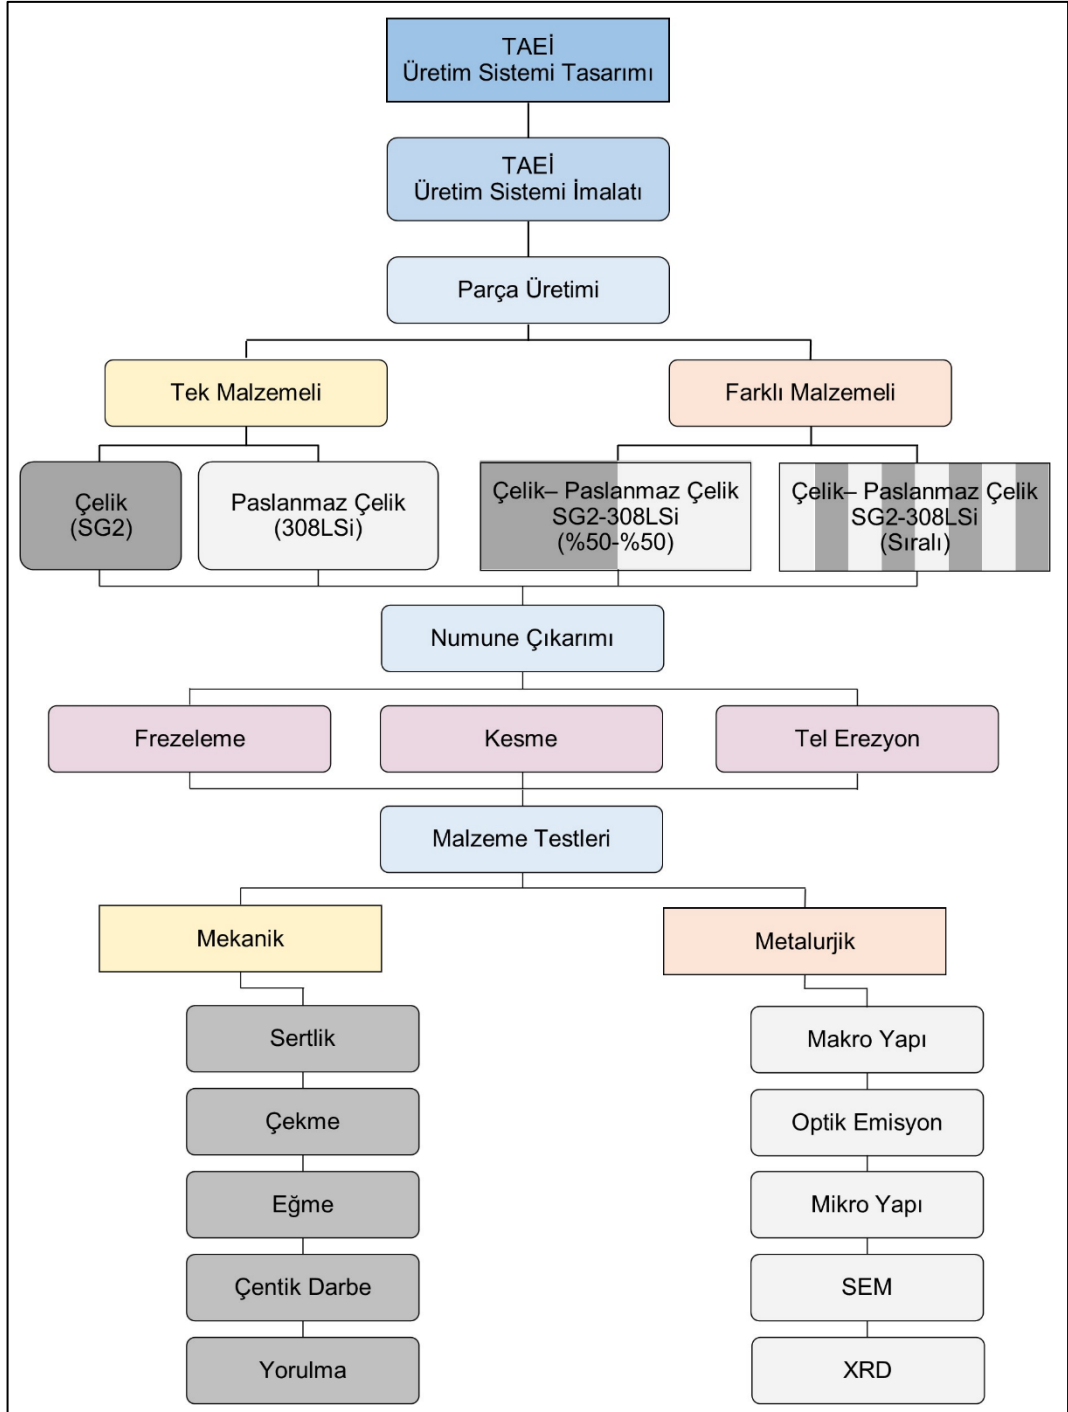 TAEİ
Üretim Sistemi Tasarımı
TAEİ
Üretim Sistemi İmalatı
Parça Üretimi
Tek Malzemeli
Farklı Malzemeli
Çelik
(SG2)
Paslanmaz Çelik
(308LSi)
Çelik– Paslanmaz Çelik
SG2-308LSi
(%50-%50)
Çelik– Paslanmaz Çelik
SG2-308LSi
(Sıralı)
Numune Çıkarımı
Frezeleme
Kesme
Tel Erezyon
Malzeme Testleri
Mekanik
Metalurjik
Sertlik
Çekme
Eğme
Çentik Darbe
Yorulma
Makro Yapı
Optik Emisyon
Mikro Yapı
SEM
XRD